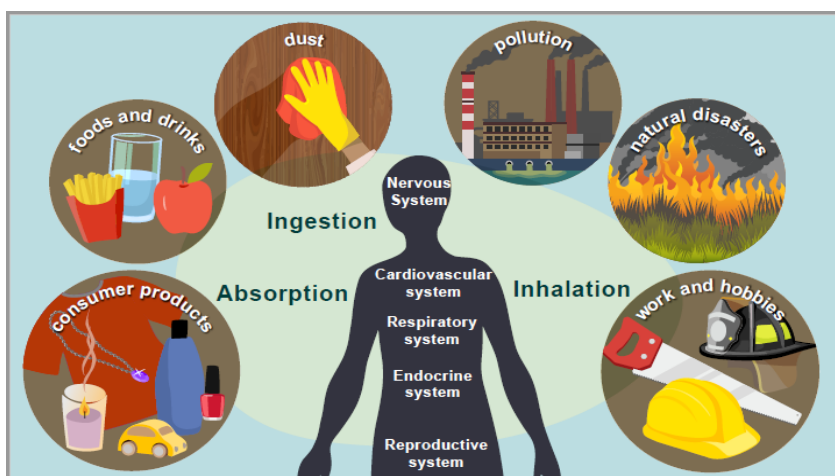 dust
pollution
foods and drinks
natural disasters
Nervous
System
Ingestion
Absorption
Cardiovascular
system
Inhalation
consumer products
Respiratory
system
work and hobbies
Endocrine
system
Reproductive
system